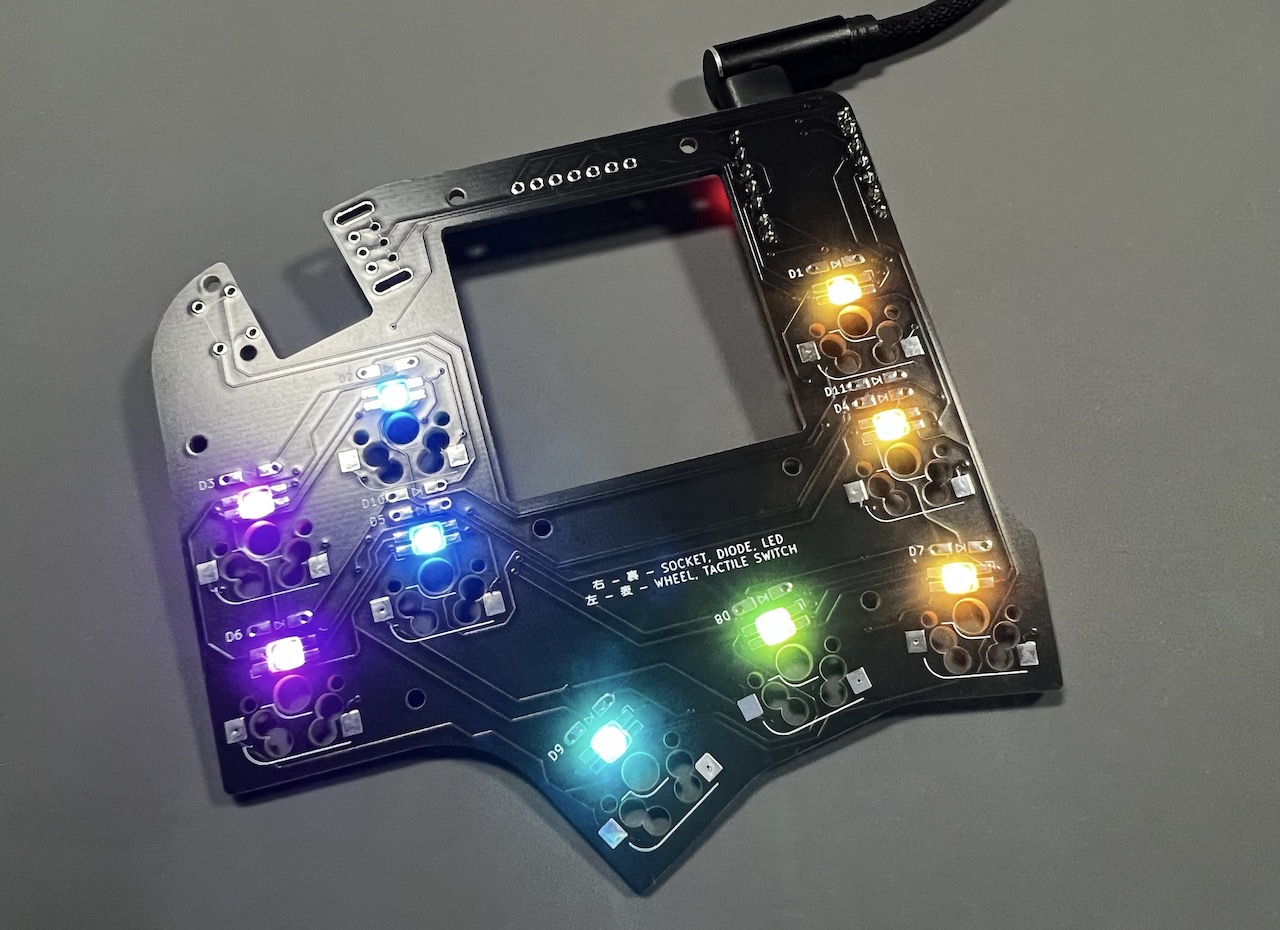 D1
D2
D11
D4
D3
D10
D5
D7
右 – 裏 – SOCKET, DIODE, LED
左 – 表 – WHEEL, TACTILE SWITCH
D6
80
D9